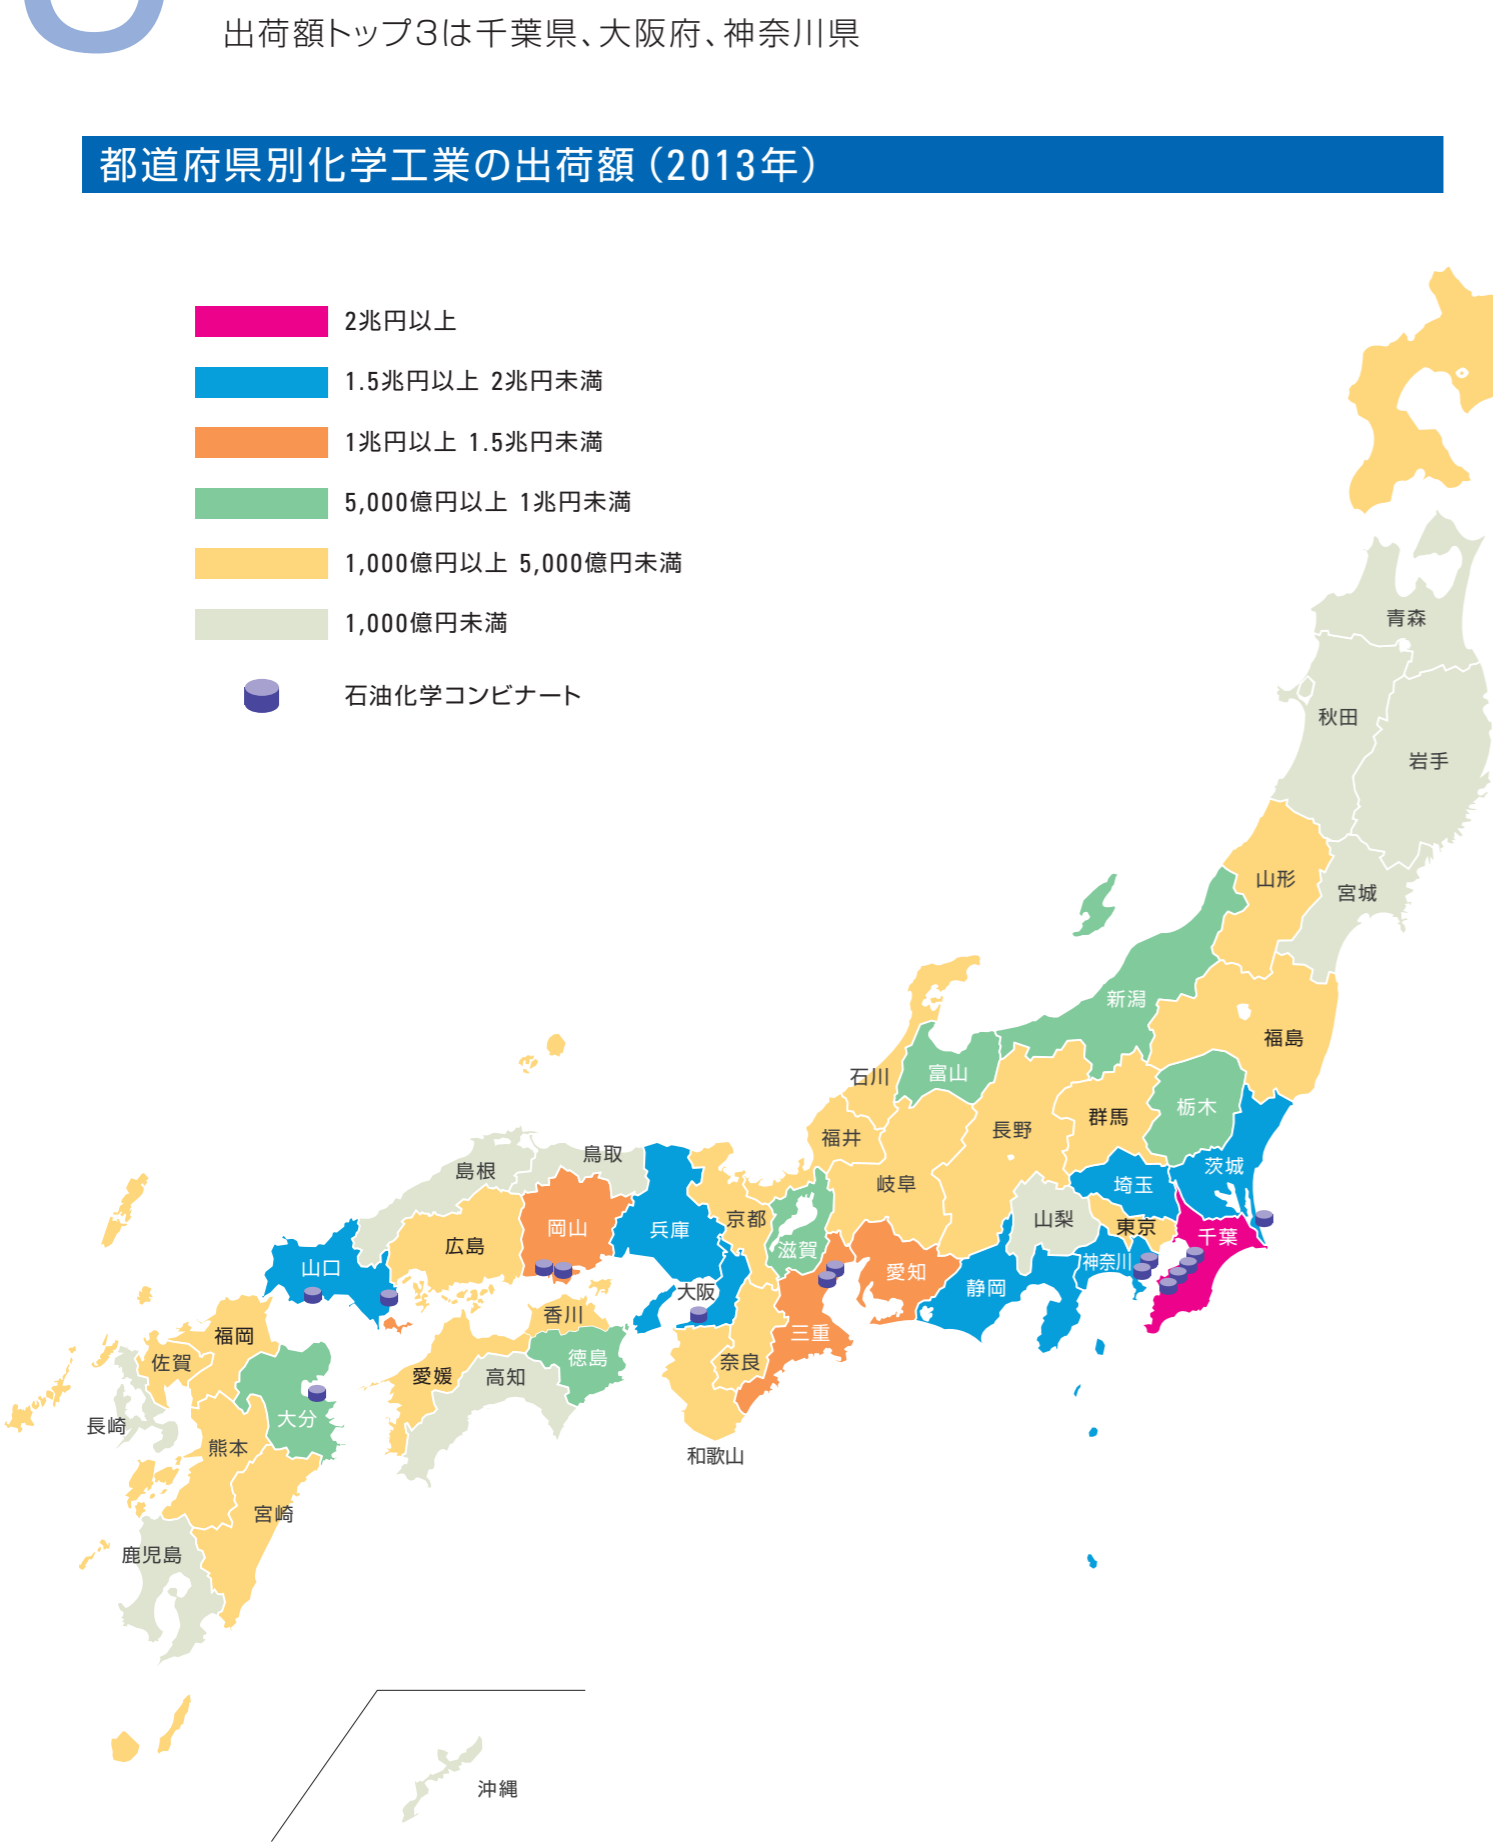 出荷額トップ3は千葉県、大阪府、神奈川県
都道府県別化学工業の出荷額（2013年）
2兆円以上
1.5兆円以上 2兆円未満
1兆円以上 1.5兆円未満
5,000億円以上 1兆円未満
1,000億円以上 5,000億円未満
1,000億円未満
石油化学コンビナート
青森
秋田
岩手
山形
宮城
新潟
福島
石川
富山
栃木
群馬
長野
福井
鳥取
島根
茨城
埼玉
岐阜
山梨
東京
千葉
京都
岡山
兵庫
広島
滋賀
神奈川
山口
愛知
静岡
大阪
香川
三重
福岡
徳島
奈良
佐賀
愛媛
高知
大分
長崎
熊本
和歌山
宮崎
鹿児島
沖縄